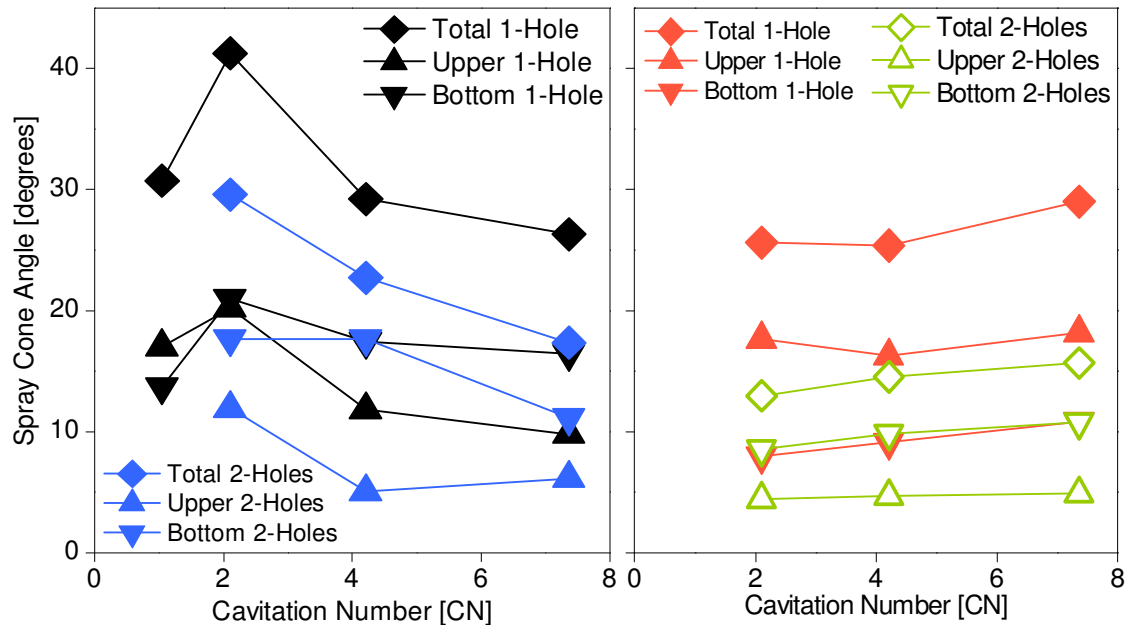 Total 1-Hole
Upper 1-Hole
Bottom 1-Hole
Total 2-Holes
Upper 2-Holes
Bottom 2-Holes
Spray Cone Angle [degrees]
40
30
20
10
0
0
2
4
6
8
Cavitation Number [CN]
Total 1-Hole
Upper 1-Hole
Bottom 1-Hole
Total 2-Holes
Upper 2-Holes
Bottom 2-Holes
0
2
4
6
8
Cavitation Number [CN]